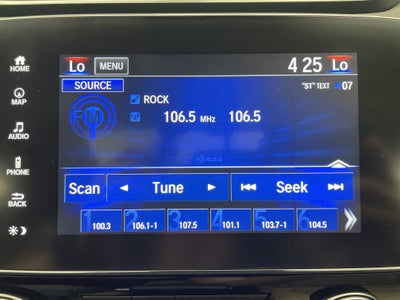 HOME
MAP
AUDIO
PHONE
BACK
Lo MENU 4 25 Lo
SOURCE "ST" TEXT 07
FM ROCK
106.5 MHz 106.5
HD Radio
Scan Tune Seek
1 2 3 4 5 6
100.3 106.1-1 107.5 101.1 103.7-1 104.5